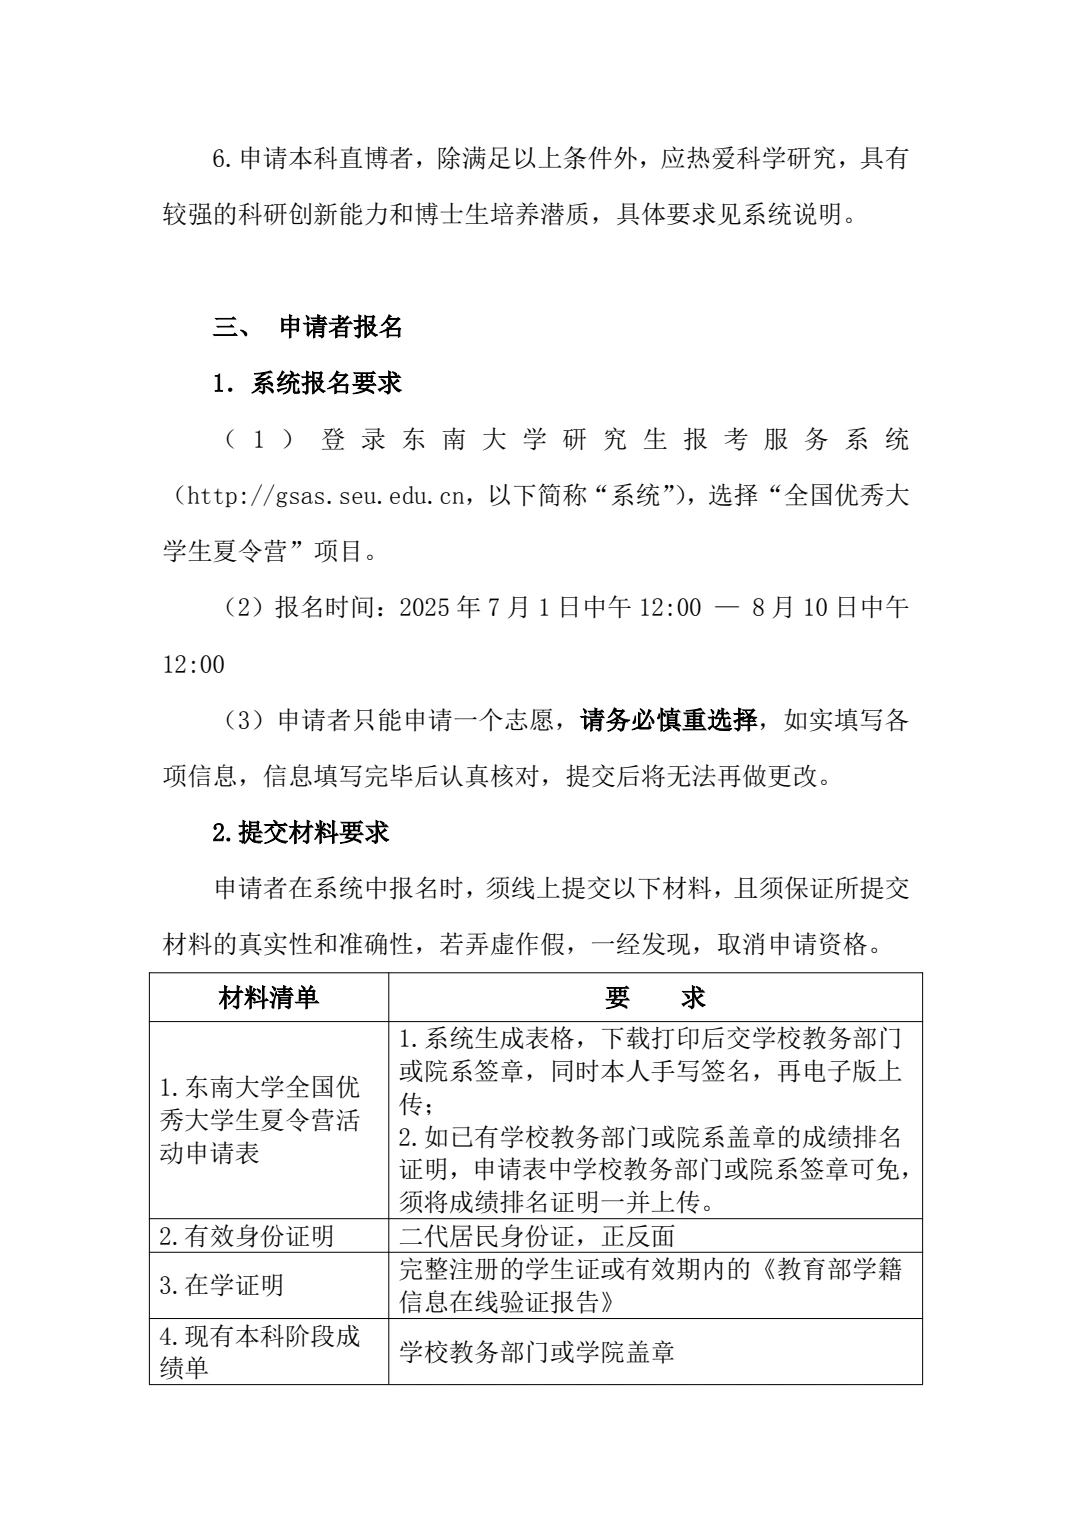 6.申请本科直博者，除满足以上条件外，应热爱科学研究，具有
较强的科研创新能力和博士生培养潜质，具体要求见系统说明。
三、 申请者报名
1. 系统报名要求
（1）登录东南大学研究生报考服务系统
（http://gsas.seu.edu.cn，以下简称“系统”），选择“全国优秀大
学生夏令营”项目。
（2）报名时间：2025 年 7 月 1 日中午 12:00 — 8 月 10 日中午
12:00
（3）申请者只能申请一个志愿，请务必慎重选择，如实填写各
项信息，信息填写完毕后认真核对，提交后将无法再做更改。
2.提交材料要求
申请者在系统中报名时，须线上提交以下材料，且须保证所提交
材料的真实性和准确性，若弄虚作假，一经发现，取消申请资格。
材料清单
要 求
1.东南大学全国优
秀大学生夏令营活
动申请表
1.系统生成表格，下载打印后交学校教务部门
或院系签章，同时本人手写签名，再电子版上
传；
2.如已有学校教务部门或院系盖章的成绩排名
证明，申请表中学校教务部门或院系签章可免，
须将成绩排名证明一并上传。
2.有效身份证明
二代居民身份证，正反面
3.在学证明
完整注册的学生证或有效期内的《教育部学籍
信息在线验证报告》
4.现有本科阶段成
绩单
学校教务部门或学院盖章